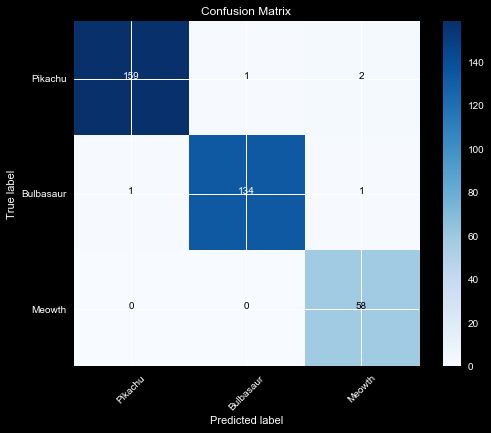 Confusion Matrix
Pikachu 159 1 2
Bulbasaur 1 134 1
Meowth 0 0 58
True label
Pikachu Bulbasaur Meowth
Predicted label
140
120
100
80
60
40
20
0